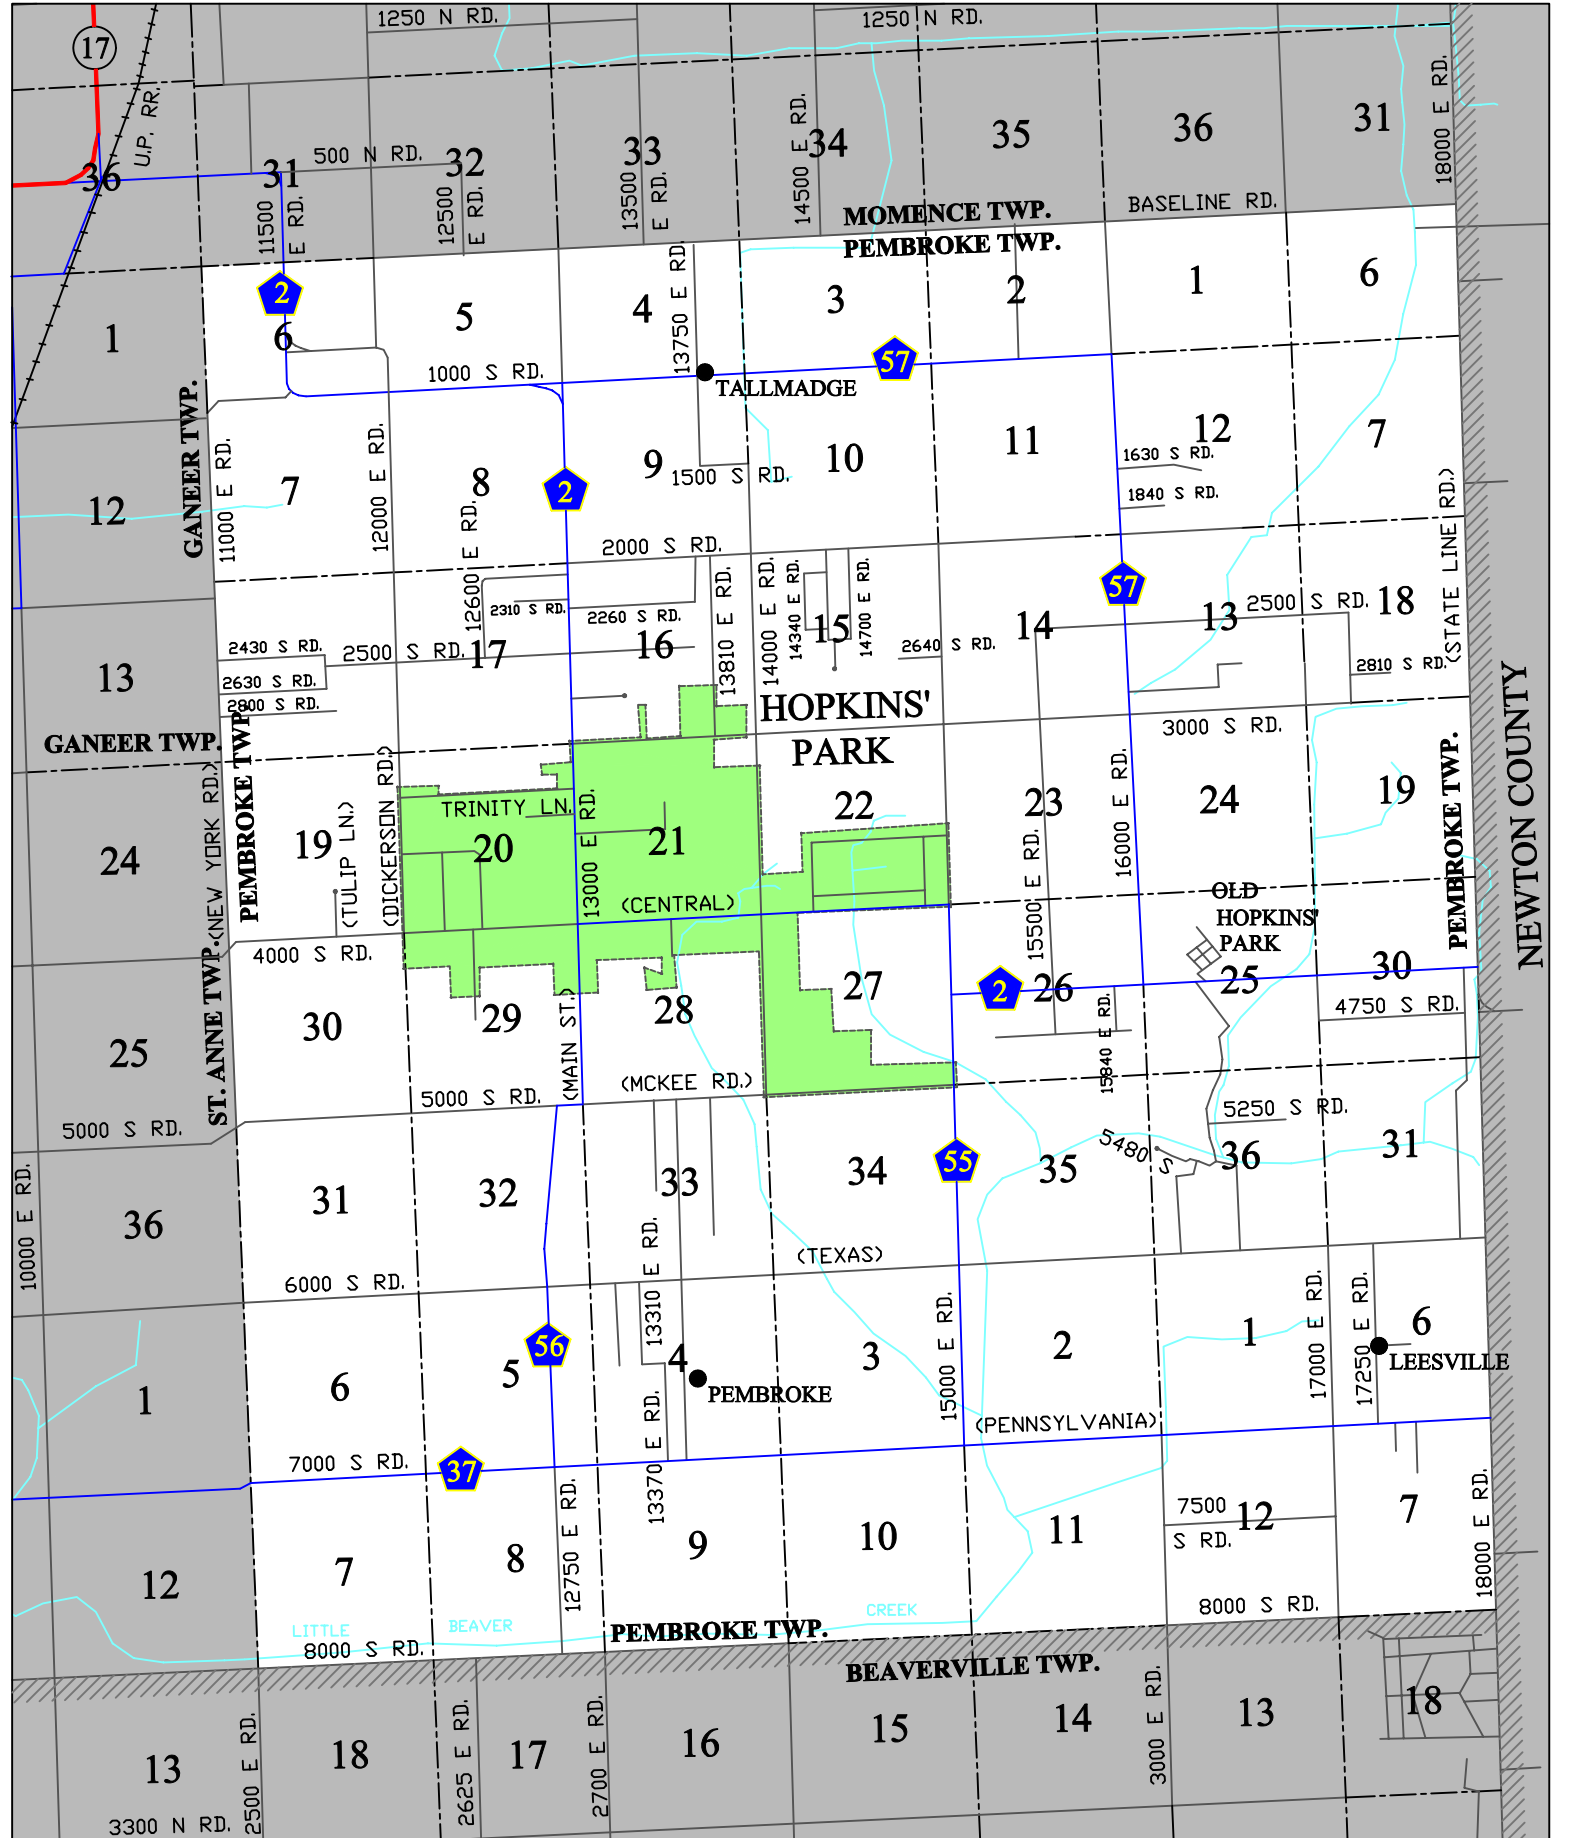 1250 N RD.
1250 N RD.
17
U.P. RR.
36
31
500 N RD.
32
33
34
35
36
31
11500
E RD.
12500
E RD.
13500
E RD.
14500 E RD.
18000 E RD.
MOMENCE TWP.
BASELINE RD.
PEMBROKE TWP.
1
2
6
5
4
13750 E RD.
3
2
1
6
57
1000 S RD.
TALLMADGE
GANEER TWP.
12
11000 E RD.
7
12000 E RD.
8
2
9
1500 S RD.
10
11
12
1630 S RD.
1840 S RD.
7
(STATE LINE RD.)
2000 S RD.
12600 E RD.
2310 S RD.
2260 S RD.
13810 E RD.
14000 E RD.
14340 E RD.
14700 E RD.
57
13
2430 S RD.
2500 S RD.
17
16
15
2640 S RD.
14
13
2500 S RD.
18
2630 S RD.
2800 S RD.
2810 S RD.
HOPKINS'
PARK
3000 S RD.
GANEER TWP.
PEMBROKE TWP.
(NEW YORK RD.)
24
19
(TULIP LN.)
(DICKERSON RD.)
TRINITY LN.
20
13000 E RD.
21
22
23
15500 E RD.
16000 E RD.
24
19
PEMBROKE TWP.
NEWTON COUNTY
(CENTRAL)
OLD
HOPKINS'
PARK
ST. ANNE TWP.
4000 S RD.
25
30
29
(MAIN ST.)
28
27
2
26
15840 E RD.
25
30
4750 S RD.
5000 S RD.
5000 S RD.
(MCKEE RD.)
5250 S RD.
5480 S
10000 E RD.
36
31
32
33
34
55
35
36
31
13310 E RD.
(TEXAS)
6000 S RD.
1
6
5
56
4
PEMBROKE
3
15000 E RD.
2
1
17000 E RD.
17250 E RD.
6
LEESVILLE
(PENNSYLVANIA)
7000 S RD.
37
13370 E RD.
12750 E RD.
12
7
8
9
10
11
7500
S RD.
12
7
18000 E RD.
LITTLE
BEAVER
CREEK
8000 S RD.
PEMBROKE TWP.
8000 S RD.
BEAVERVILLE TWP.
13
2500 E RD.
18
2625 E RD.
17
2700 E RD.
16
15
14
3000 E RD.
13
18
3300 N RD.